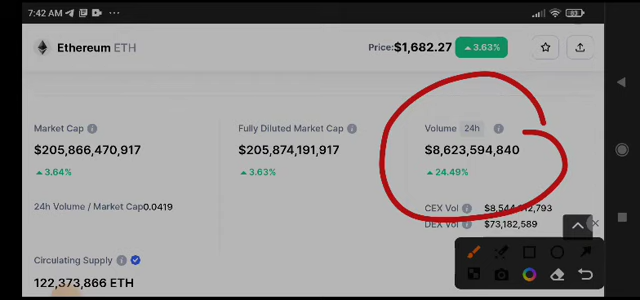 7:42 AM
Ethereum ETH
Price:$1,682.27 3.63%
Market Cap
$205,866,470,917
3.64%
Fully Diluted Market Cap
$205,874,191,917
3.63%
Volume 24h
$8,623,594,840
24.49%
24h Volume / Market Cap0.0419
CEX Vol
DEX Vol $73,182,589
Circulating Supply
122,373,866 ETH